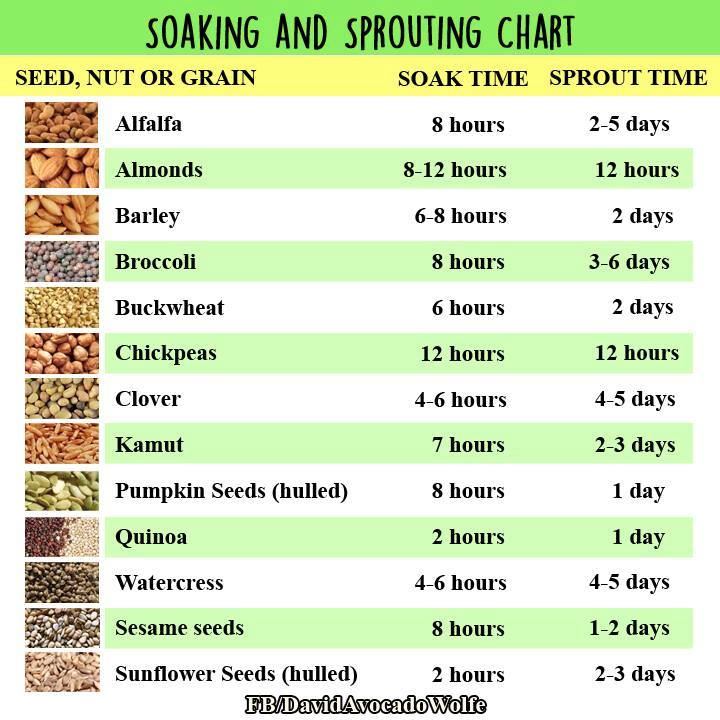 SOAKING AND SPROUTING CHART
SEED, NUT OR GRAIN SOAK TIME SPROUT TIME
Alfalfa 8 hours 2-5 days
Almonds 8-12 hours 12 hours
Barley 6-8 hours 2 days
Broccoli 8 hours 3-6 days
Buckwheat 6 hours 2 days
Chickpeas 12 hours 12 hours
Clover 4-6 hours 4-5 days
Kamut 7 hours 2-3 days
Pumpkin Seeds (hulled) 8 hours 1 day
Quinoa 2 hours 1 day
Watercress 4-6 hours 4-5 days
Sesame seeds 8 hours 1-2 days
Sunflower Seeds (hulled) 2 hours 2-3 days
FB/DavidAvocadoWolfe